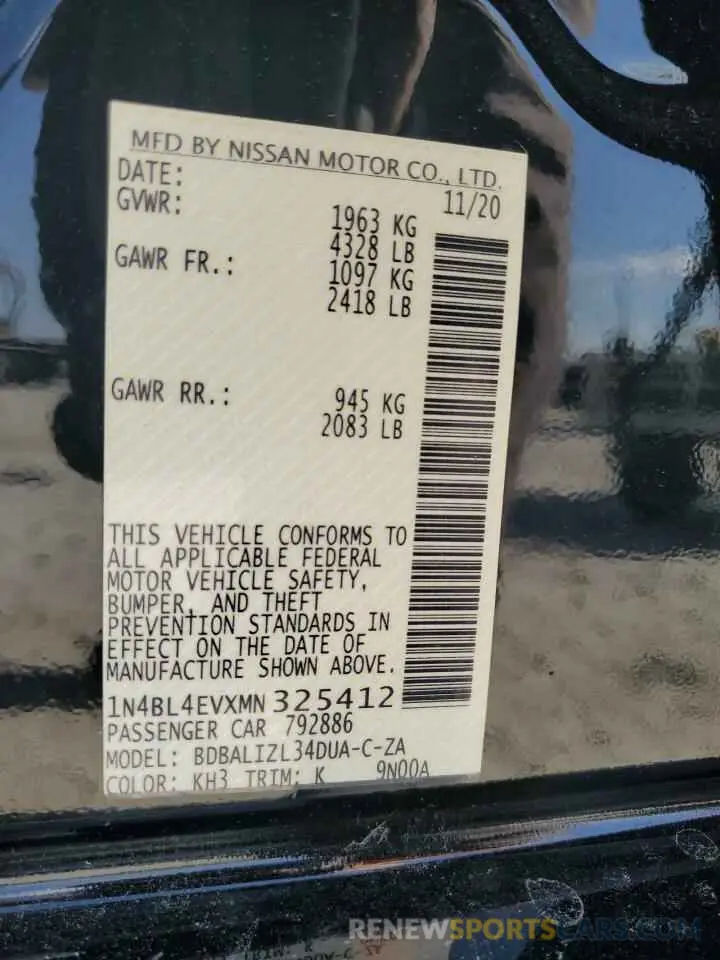 MFD BY NISSAN MOTOR CO., LTD.
DATE: 11/20
GVWR: 1963 KG
4328 LB
GAWR FR.: 1097 KG
2418 LB
GAWR RR.: 945 KG
2083 LB
THIS VEHICLE CONFORMS TO
ALL APPLICABLE FEDERAL
MOTOR VEHICLE SAFETY,
BUMPER, AND THEFT
PREVENTION STANDARDS IN
EFFECT ON THE DATE OF
MANUFACTURE SHOWN ABOVE.
1N4BL4EVXMN 325412
PASSENGER CAR 792886
MODEL: BDBALIZL34DUA-C-ZA
COLOR: KH3 TRIM: K 9N00A
RENEWSPORTSCARS.COM